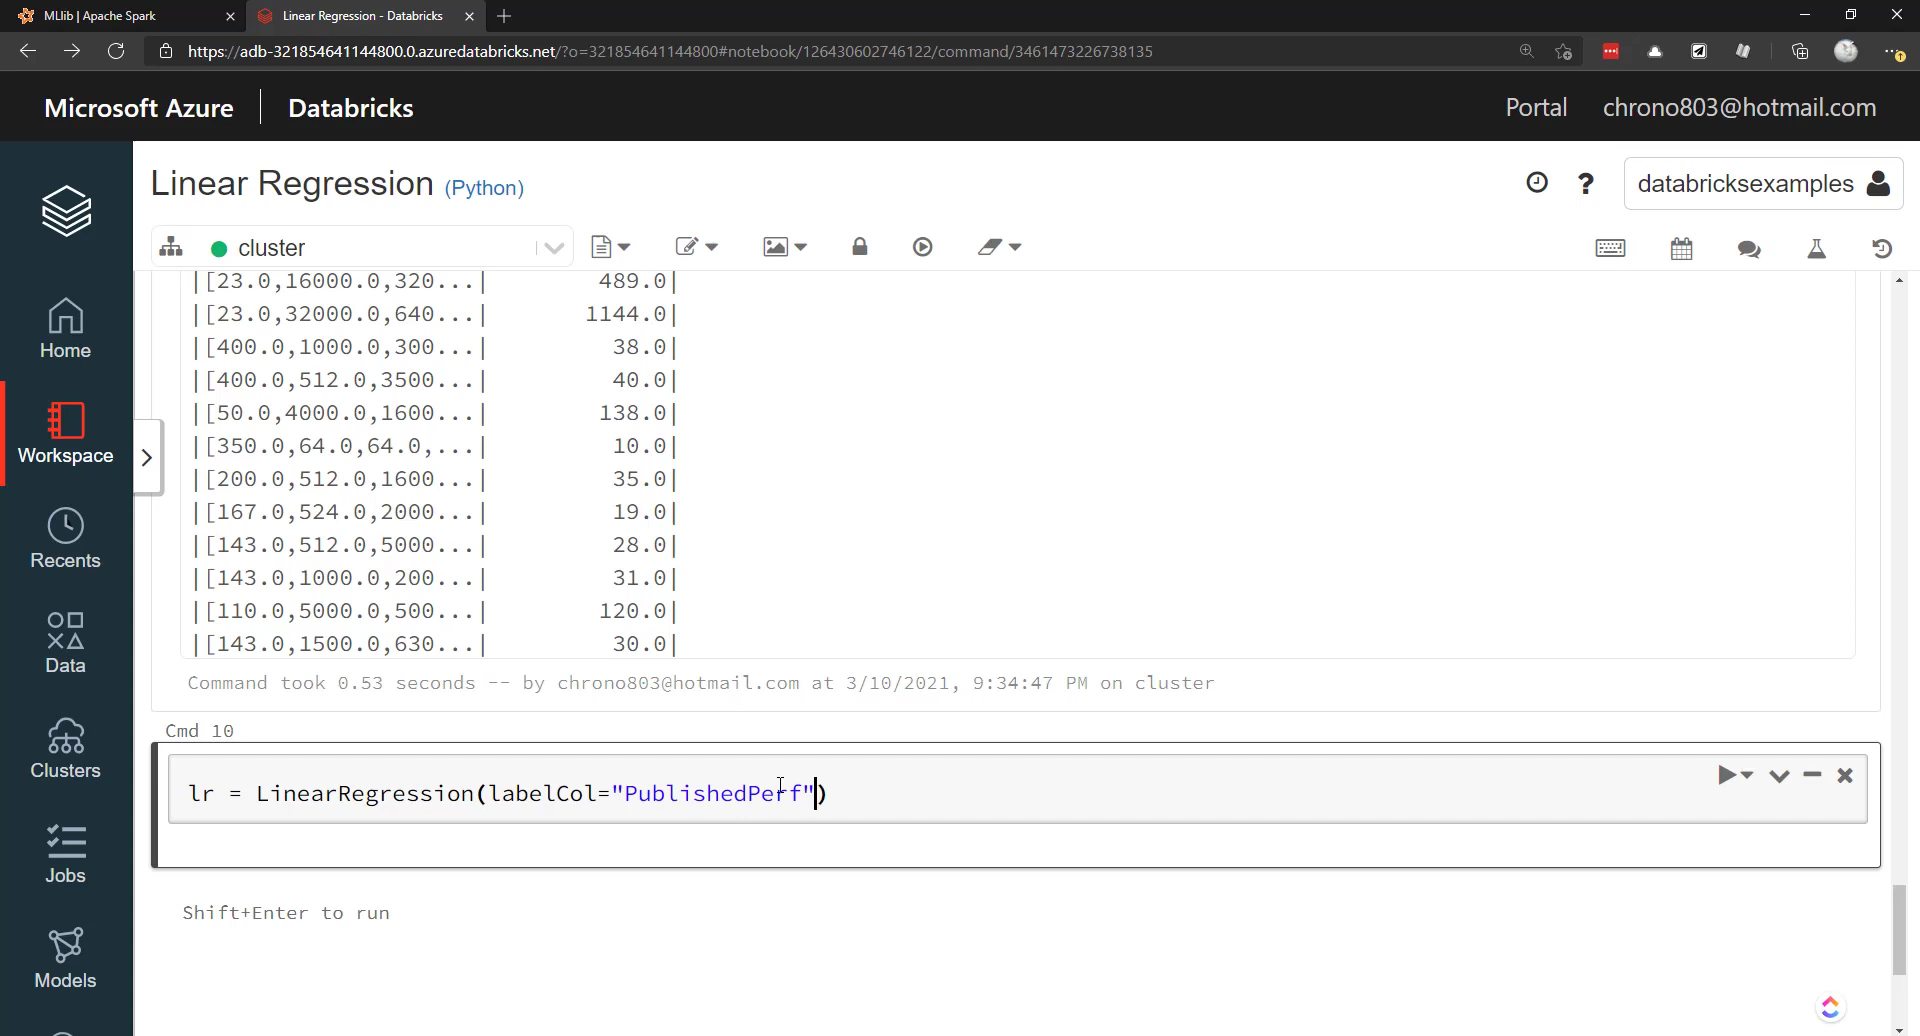 MLlib | Apache Spark
Linear Regression - Databricks
https://adb-321854641144800.0.azuredatabricks.net/?o=321854641144800#notebook/126430602746122/command/3461473226738135
Microsoft Azure | Databricks
Portal chrono803@hotmail.com
Linear Regression (Python)
? databricksexamples
cluster
|[23.0,16000.0,320...| 489.0|
|[23.0,32000.0,640...| 1144.0|
|[400.0,1000.0,300...| 38.0|
|[400.0,512.0,3500...| 40.0|
|[50.0,4000.0,1600...| 138.0|
|[350.0,64.0,64.0,...| 10.0|
|[200.0,512.0,1600...| 35.0|
|[167.0,524.0,2000...| 19.0|
|[143.0,512.0,5000...| 28.0|
|[143.0,1000.0,200...| 31.0|
|[110.0,5000.0,500...| 120.0|
|[143.0,1500.0,630...| 30.0|
Command took 0.53 seconds -- by chrono803@hotmail.com at 3/10/2021, 9:34:47 PM on cluster
Cmd 10
lr = LinearRegression(labelCol="PublishedPerf")
Shift+Enter to run
Home
Workspace
Recents
Data
Clusters
Jobs
Models